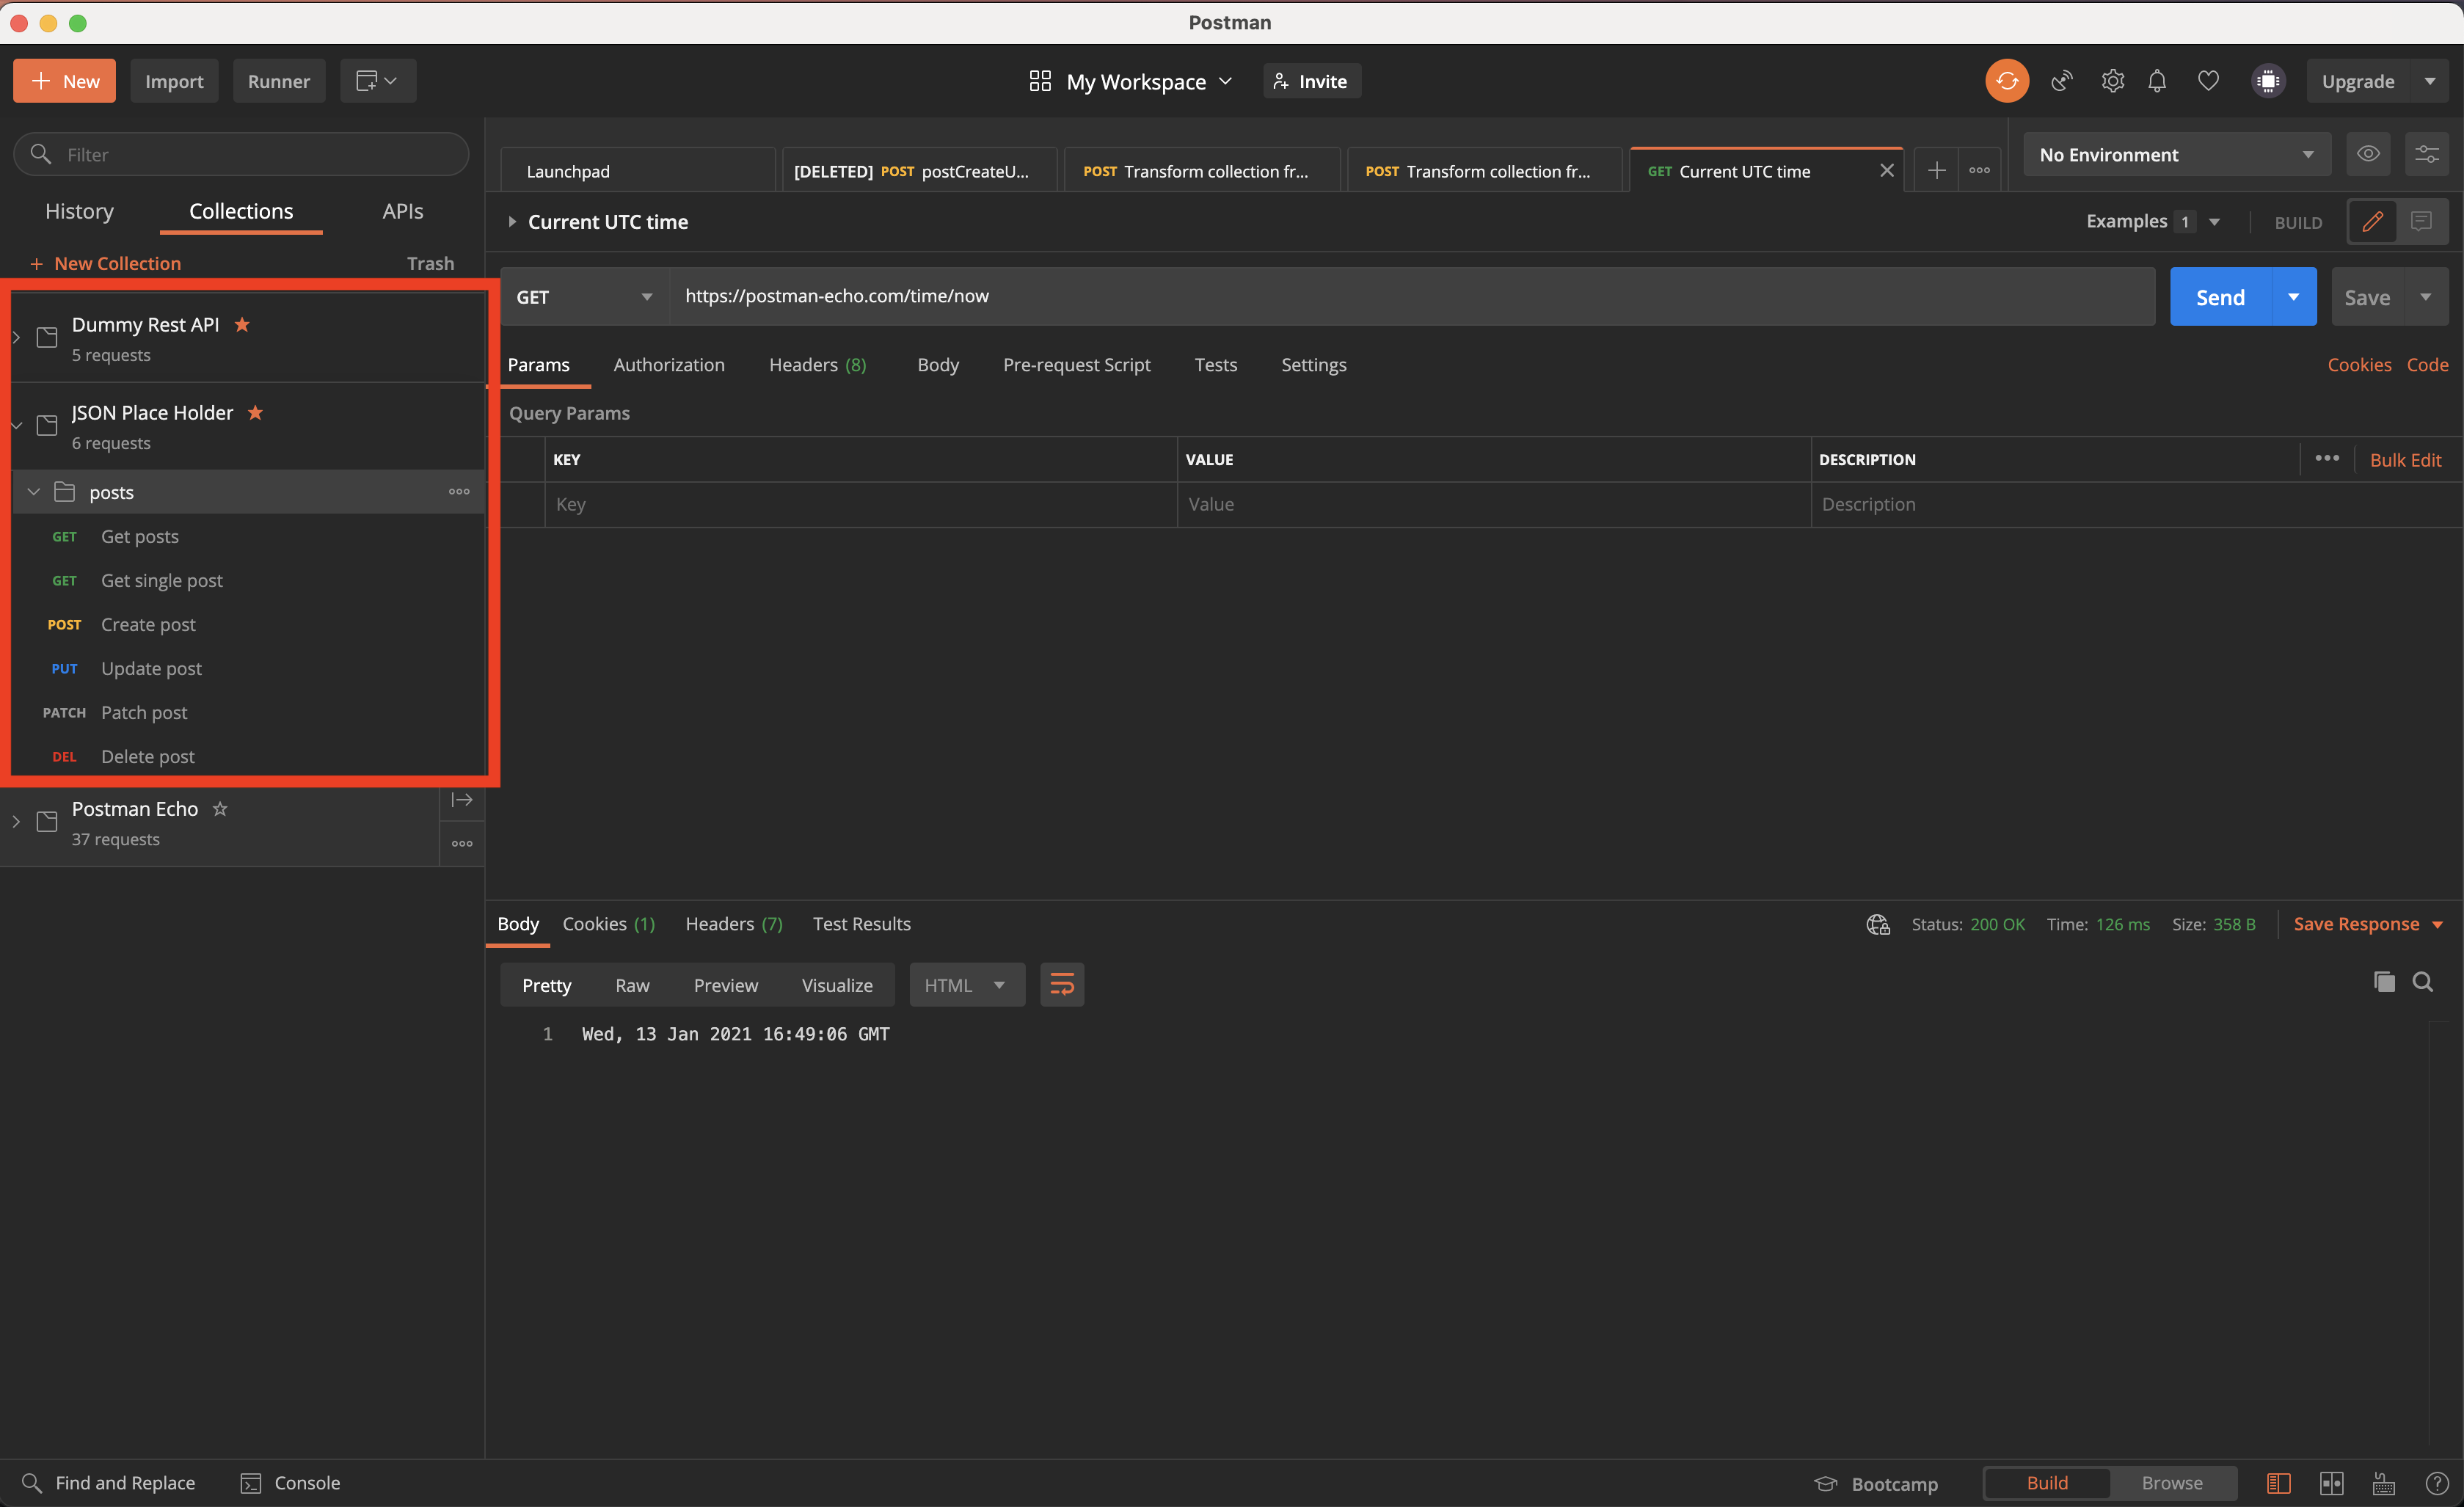 Postman
New Import Runner My Workspace Invite Upgrade
Filter
Launchpad [DELETED] POST postCreateU... POST Transform collection fr... POST Transform collection fr... GET Current UTC time No Environment
History Collections APIs
Current UTC time Examples 1 BUILD
New Collection Trash
GET https://postman-echo.com/time/now Send Save
Dummy Rest API
5 requests
Params Authorization Headers (8) Body Pre-request Script Tests Settings Cookies Code
JSON Place Holder
6 requests
Query Params
KEY VALUE DESCRIPTION Bulk Edit
Key Value Description
posts
GET Get posts
GET Get single post
POST Create post
PUT Update post
PATCH Patch post
DEL Delete post
Postman Echo
37 requests
Body Cookies (1) Headers (7) Test Results Status: 200 OK Time: 126 ms Size: 358 B Save Response
Pretty Raw Preview Visualize HTML
1 Wed, 13 Jan 2021 16:49:06 GMT
Find and Replace Console Bootcamp Build Browse